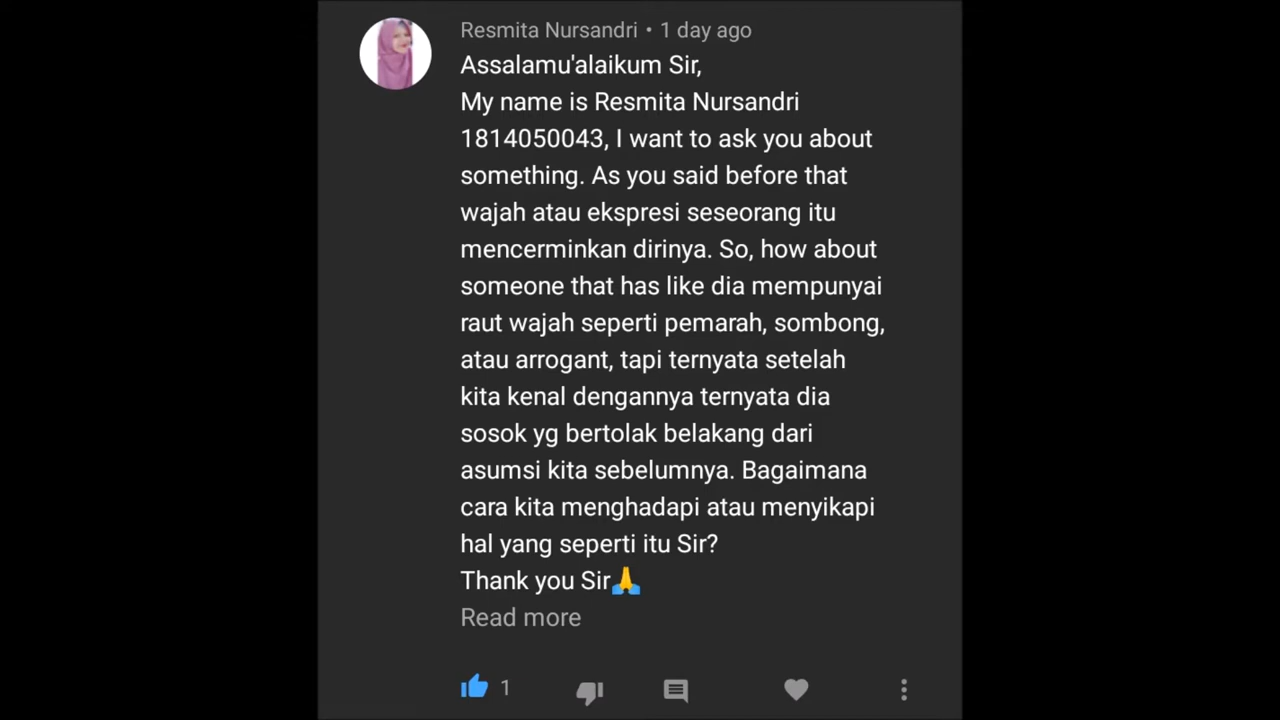 Resmita Nursandri • 1 day ago
Assalamu'alaikum Sir,
My name is Resmita Nursandri
1814050043, I want to ask you about
something. As you said before that
wajah atau ekspresi seseorang itu
mencerminkan dirinya. So, how about
someone that has like dia mempunyai
raut wajah seperti pemarah, sombong,
atau arrogant, tapi ternyata setelah
kita kenal dengannya ternyata dia
sosok yg bertolak belakang dari
asumsi kita sebelumnya. Bagaimana
cara kita menghadapi atau menyikapi
hal yang seperti itu Sir?
Thank you Sir🙏
Read more
1